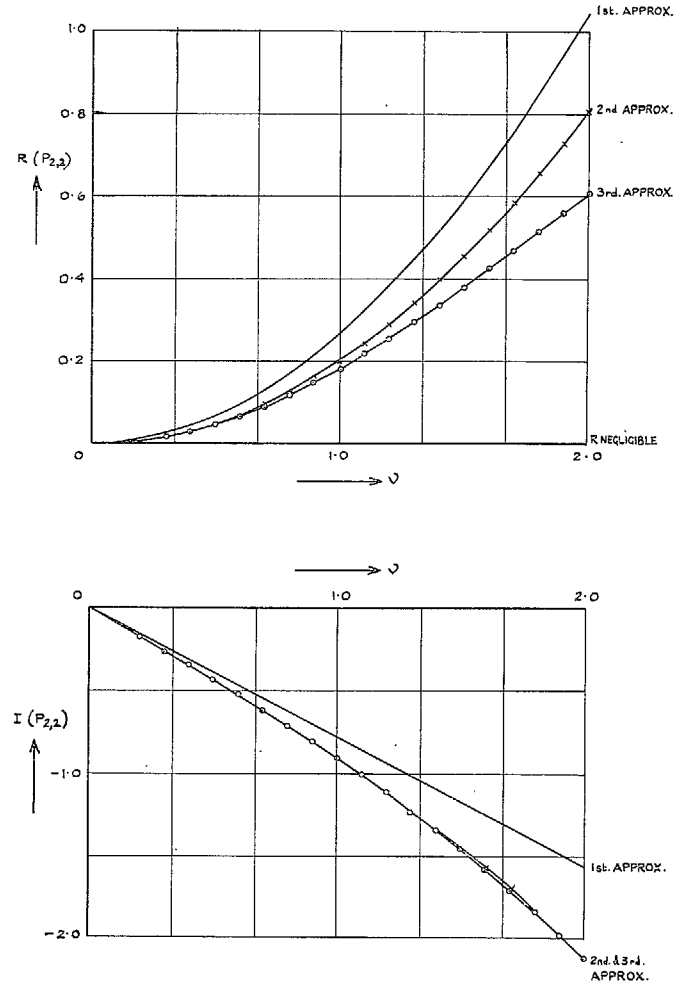 1st. APPROX.
1·0
0·8
2nd APPROX.
R (P2,2)
0·6
3rd. APPROX.
0·4
0·2
R NEGLIGIBLE
0
1·0
2·0
ν
ν
0
1·0
2·0
I (P2,2)
-1·0
1st. APPROX.
-2·0
2nd. & 3rd.
APPROX.